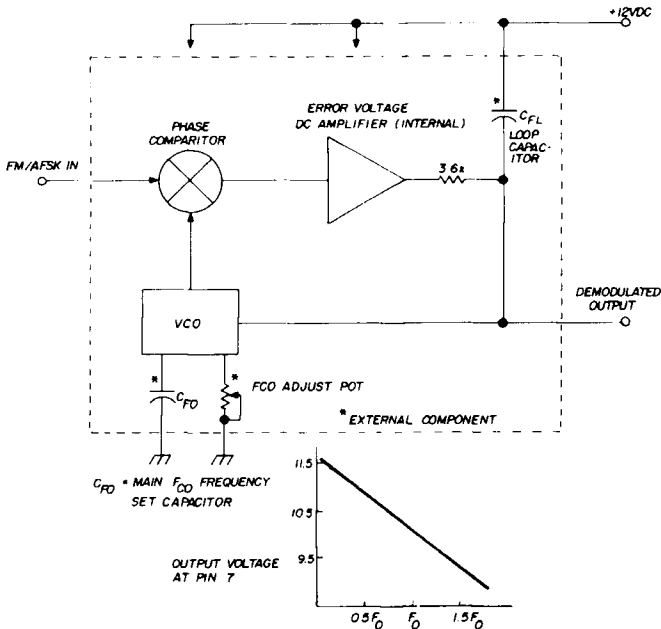 +12VDC
*
C_FL
LOOP
CAPAC-
ITOR
ERROR VOLTAGE
DC AMPLIFIER (INTERNAL)
PHASE
COMPARITOR
FM/AFSK IN
3.6k
DEMODULATED
OUTPUT
VCO
*
C_FO
*
FCO ADJUST POT
* EXTERNAL COMPONENT
C_FO = MAIN F_CO FREQUENCY
SET CAPACITOR
11.5
10.5
9.5
OUTPUT VOLTAGE
AT PIN 7
0.5F_O F_O 1.5F_O